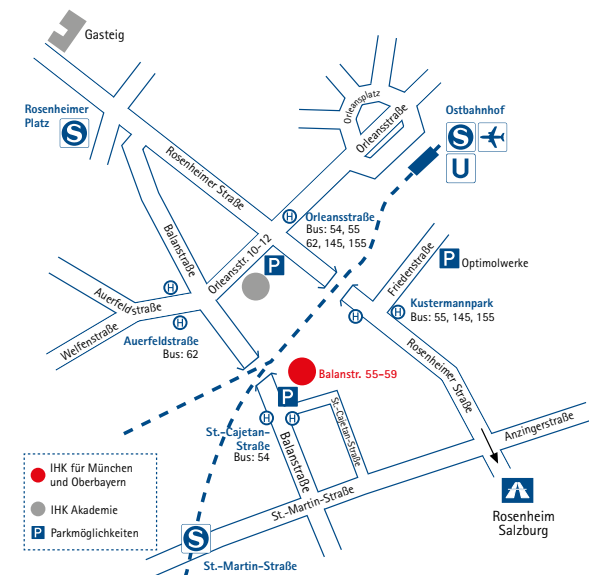 Gasteig
Rosenheimer
Platz
S
Orleansplatz
Orleansstraße
Ostbahnhof
S
U
Rosenheimer Straße
H
Orleansstraße
Bus: 54, 55
62, 145, 155
Balanstraße
Orleansstr. 10-12
P
Friedenstraße
P
Optimolwerke
Auerfeldstraße
Welfenstraße
H
H
Auerfeldstraße
Bus: 62
H
H
Kustermannpark
Bus: 55, 145, 155
Rosenheimer Straße
Balanstr. 55-59
P
H
H
St.-Cajetan-
Straße
Bus: 54
St.-Cajetan-Straße
Balanstraße
Anzingerstraße
St.-Martin-Straße
Rosenheim
Salzburg
IHK für München
und Oberbayern
IHK Akademie
P
Parkmöglichkeiten
S
St.-Martin-Straße